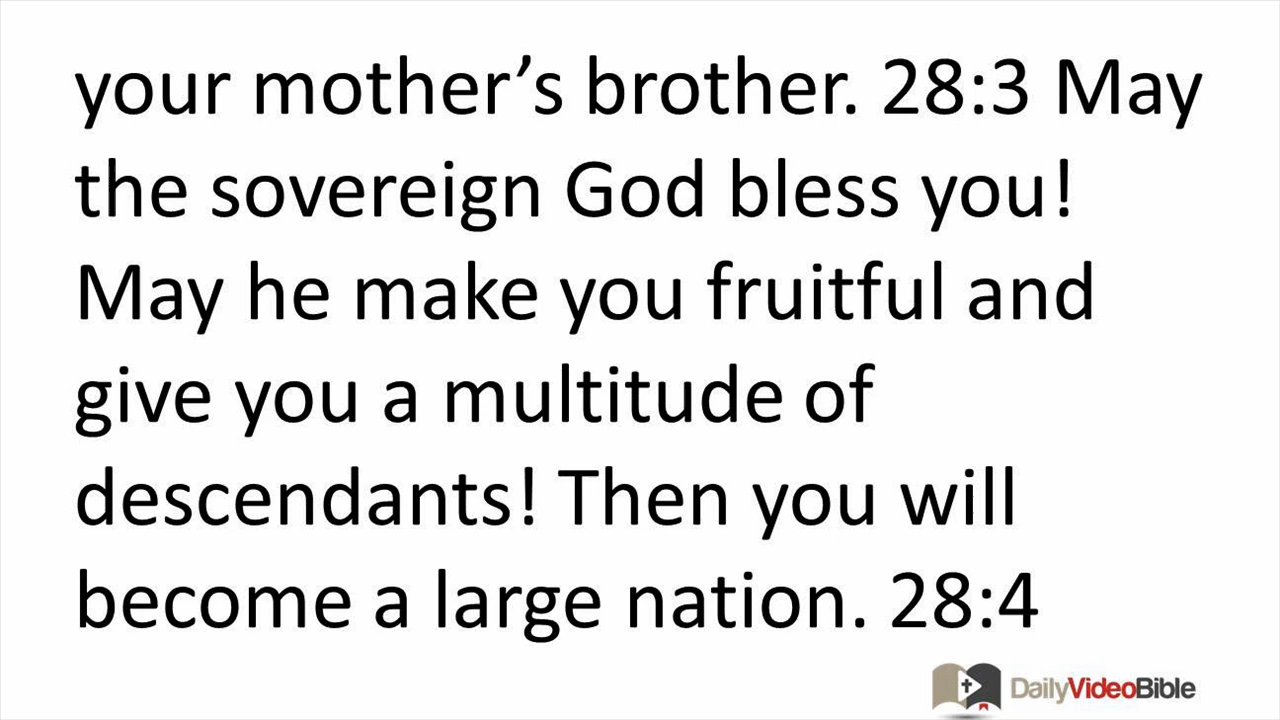 your mother’s brother. 28:3 May
the sovereign God bless you!
May he make you fruitful and
give you a multitude of
descendants! Then you will
become a large nation. 28:4
DailyVideoBible